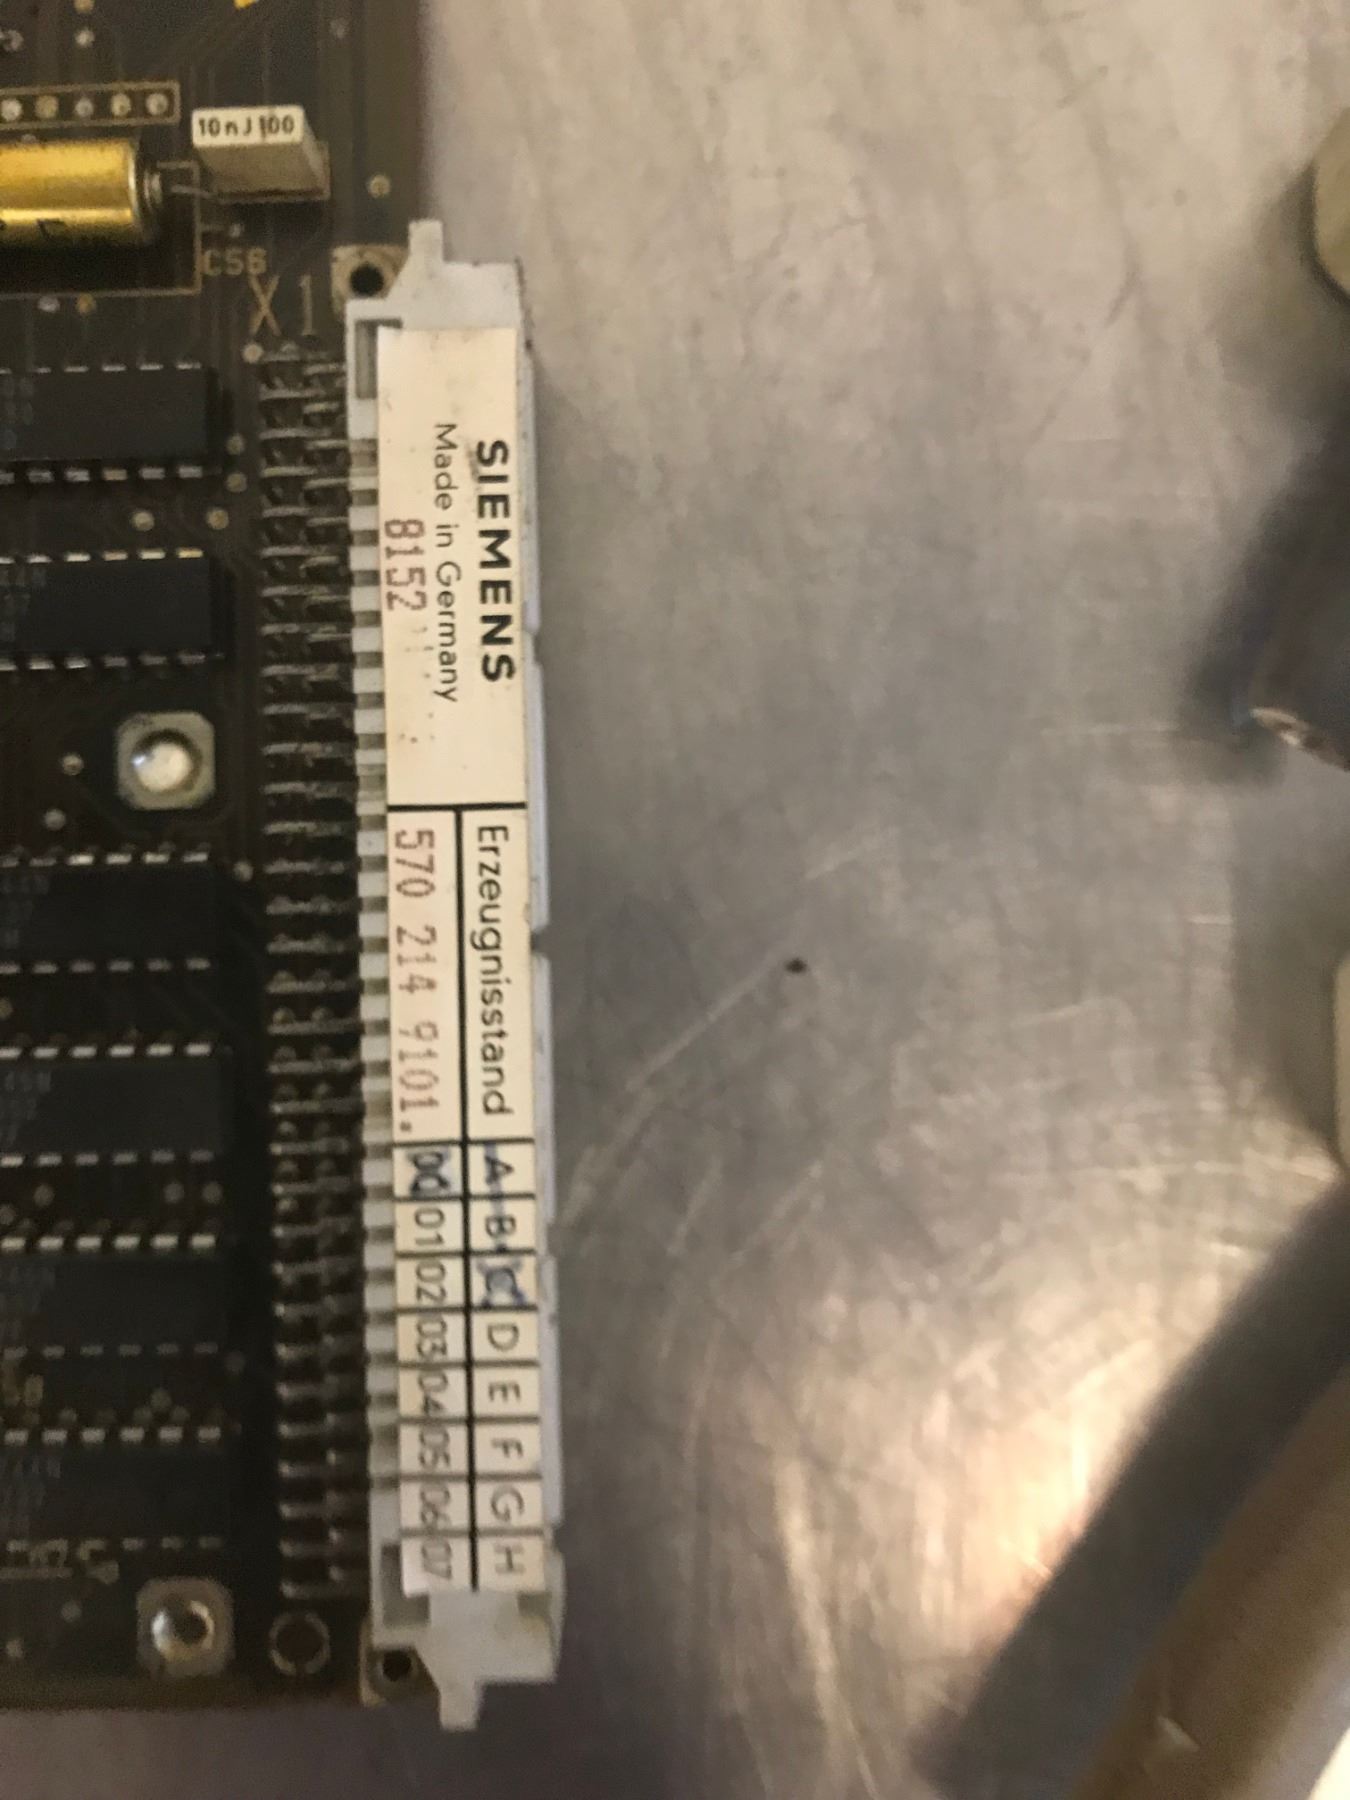 10nJ100
C56
X1
SIEMENS
Made in Germany
8152
Erzeugnisstand A B C D E F G H
570 214 9101. 00 01 02 03 04 05 06 07